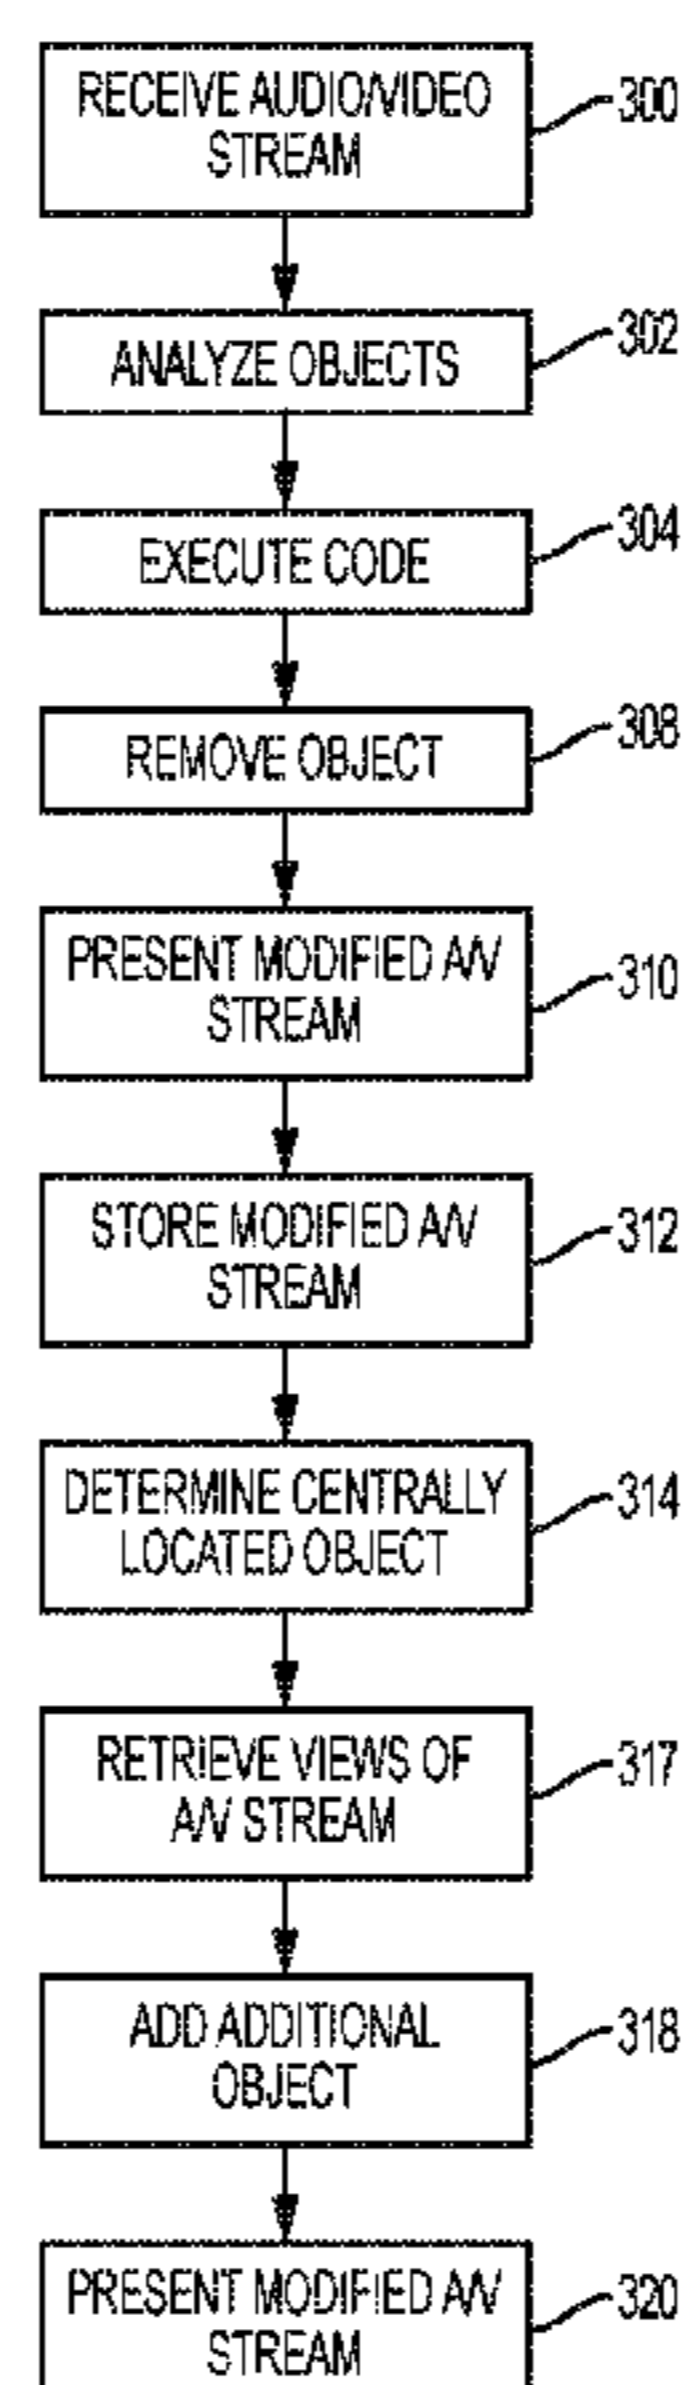 RECEIVE AUDIO/VIDEO
STREAM
300
ANALYZE OBJECTS
302
EXECUTE CODE
304
REMOVE OBJECT
308
PRESENT MODIFIED A/V
STREAM
310
STORE MODIFIED A/V
STREAM
312
DETERMINE CENTRALLY
LOCATED OBJECT
314
RETRIEVE VIEWS OF
A/V STREAM
317
ADD ADDITIONAL
OBJECT
318
PRESENT MODIFIED A/V
STREAM
320